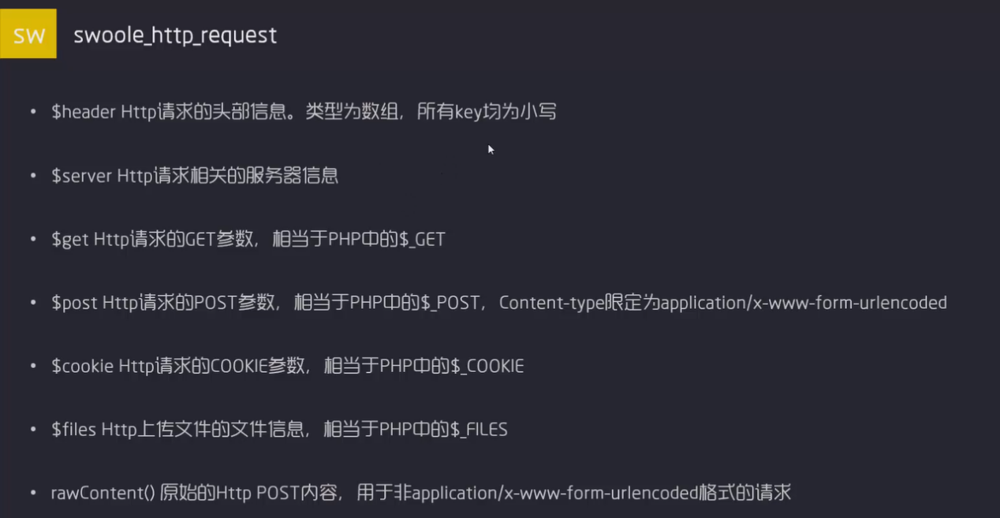 SW
swoole_http_request
• $header Http请求的头部信息。类型为数组，所有key均为小写
• $server Http请求相关的服务器信息
• $get Http请求的GET参数，相当于PHP中的$_GET
• $post Http请求的POST参数，相当于PHP中的$_POST，Content-type限定为application/x-www-form-urlencoded
• $cookie Http请求的COOKIE参数，相当于PHP中的$_COOKIE
• $files Http上传文件的文件信息，相当于PHP中的$_FILES
• rawContent() 原始的Http POST内容，用于非application/x-www-form-urlencoded格式的请求